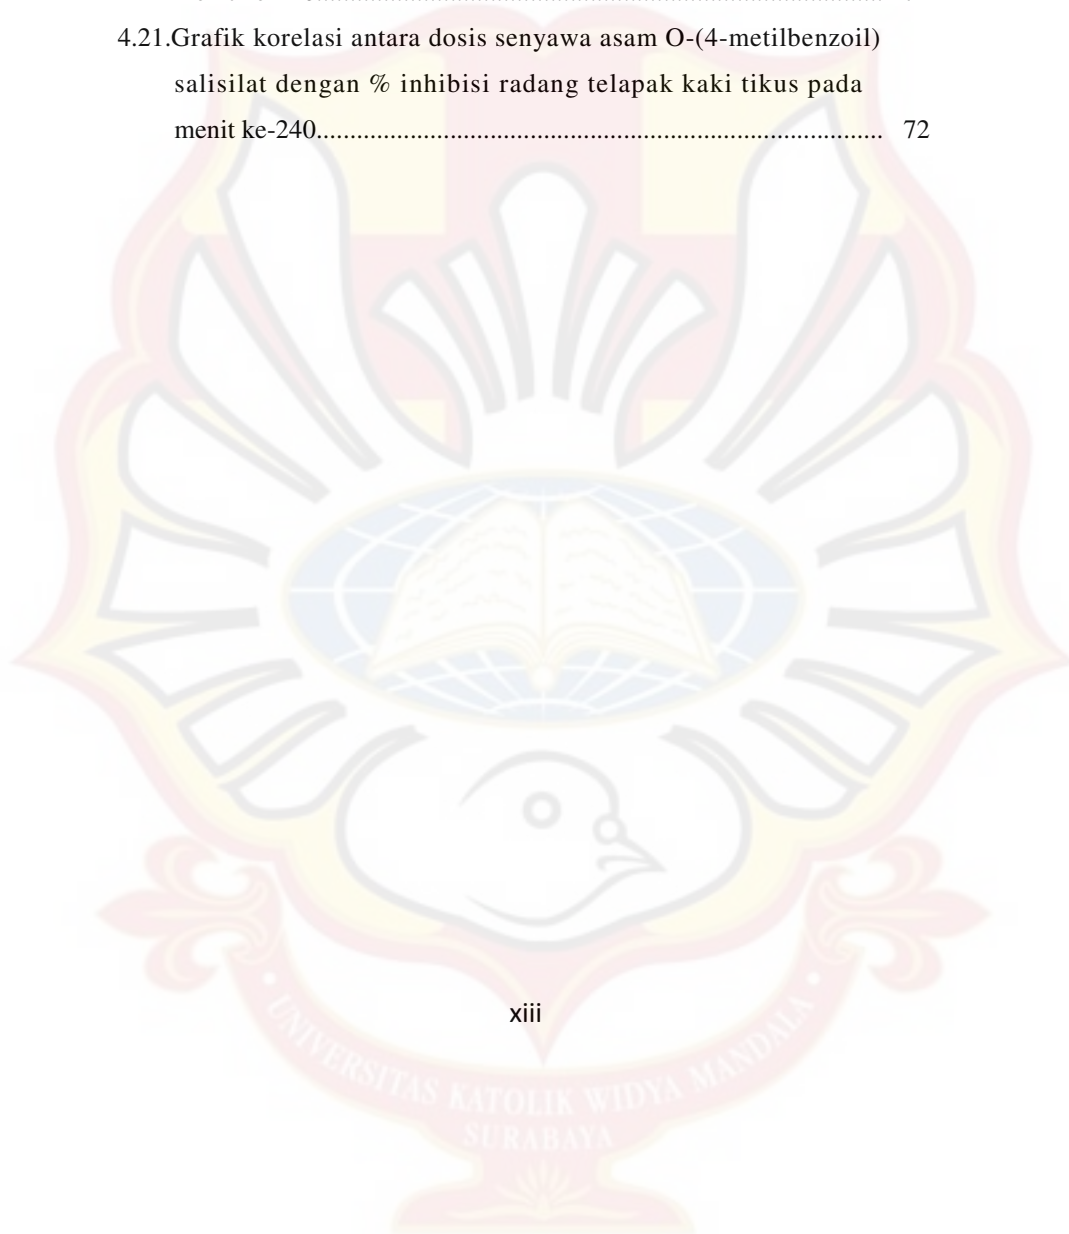 4.21.Grafik korelasi antara dosis senyawa asam O-(4-metilbenzoil)
salisilat dengan % inhibisi radang telapak kaki tikus pada
menit ke-240...................................................................................... 72
xiii
UNIVERSITAS KATOLIK WIDYA MANDALA
SURABAYA